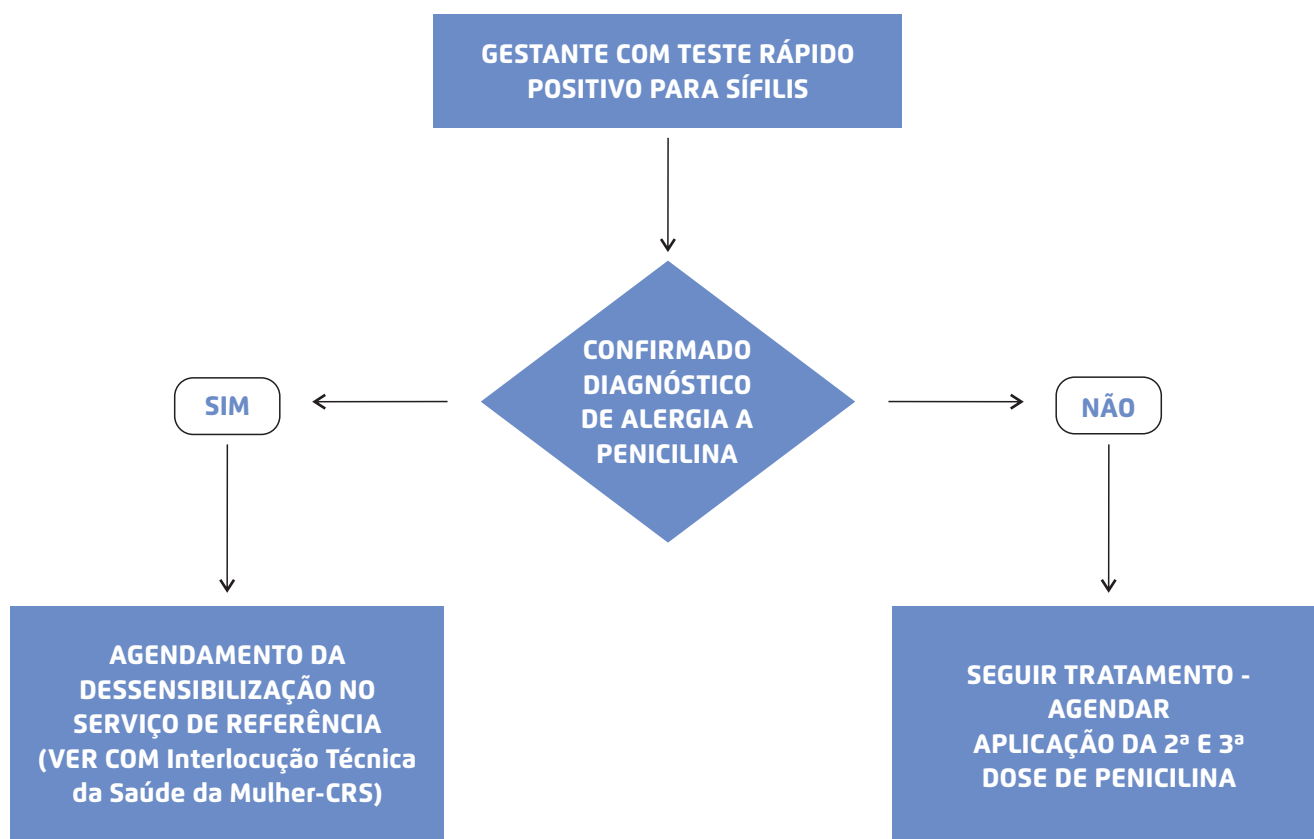 GESTANTE COM TESTE RÁPIDO
POSITIVO PARA SÍFILIS
CONFIRMADO
DIAGNÓSTICO
DE ALERGIA A
PENICILINA
SIM
NÃO
AGENDAMENTO DA
DESSENSIBILIZAÇÃO NO
SERVIÇO DE REFERÊNCIA
(VER COM Interlocução Técnica
da Saúde da Mulher-CRS)
SEGUIR TRATAMENTO -
AGENDAR
APLICAÇÃO DA 2ª E 3ª
DOSE DE PENICILINA